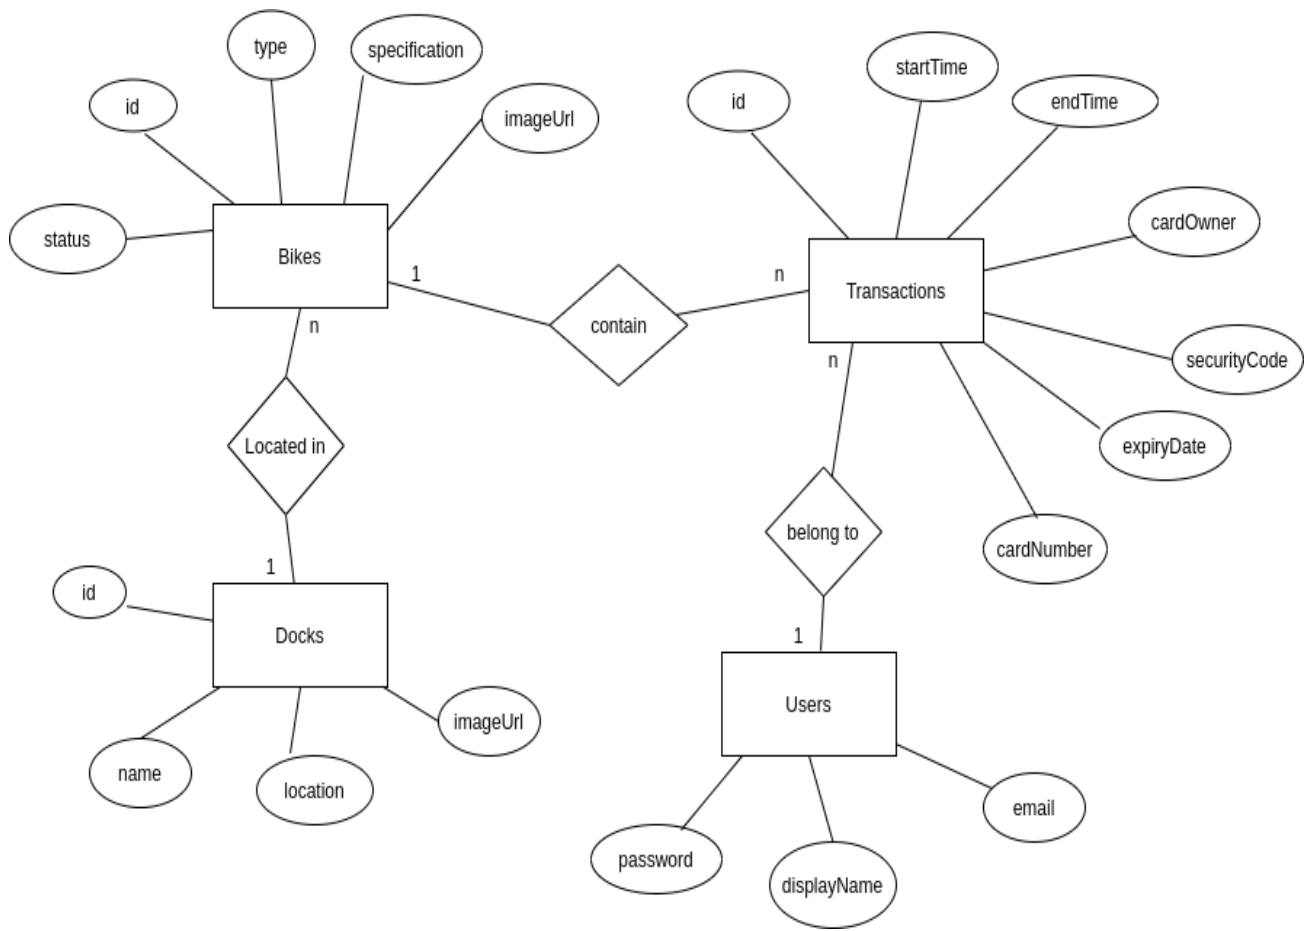 type
specification
id
imageUrl
status
Bikes
1
n
contain
n
startTime
id
endTime
cardOwner
Transactions
securityCode
n
expiryDate
cardNumber
belong to
1
Located in
1
id
Docks
imageUrl
name
location
Users
email
password
displayName